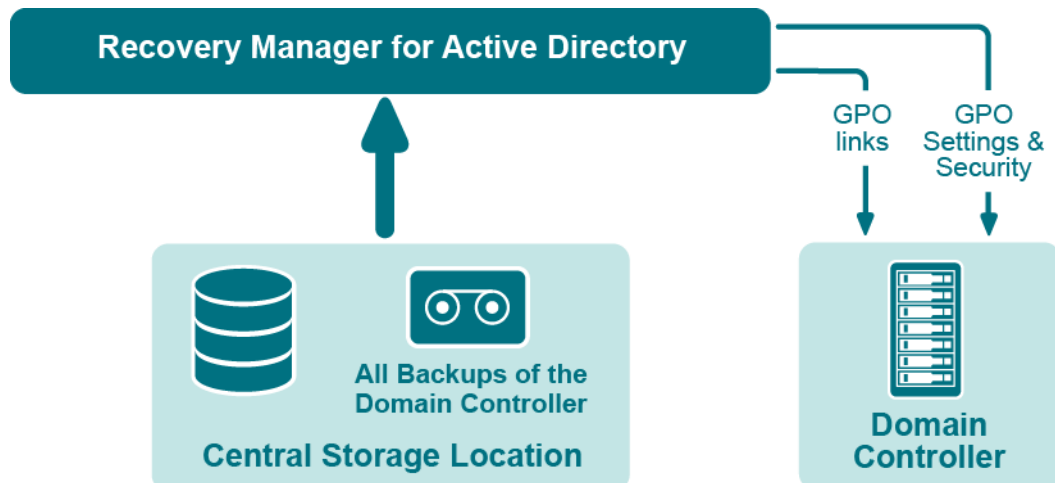 Recovery Manager for Active Directory
GPO
links
GPO
Settings &
Security
All Backups of the
Domain Controller
Central Storage Location
Domain
Controller